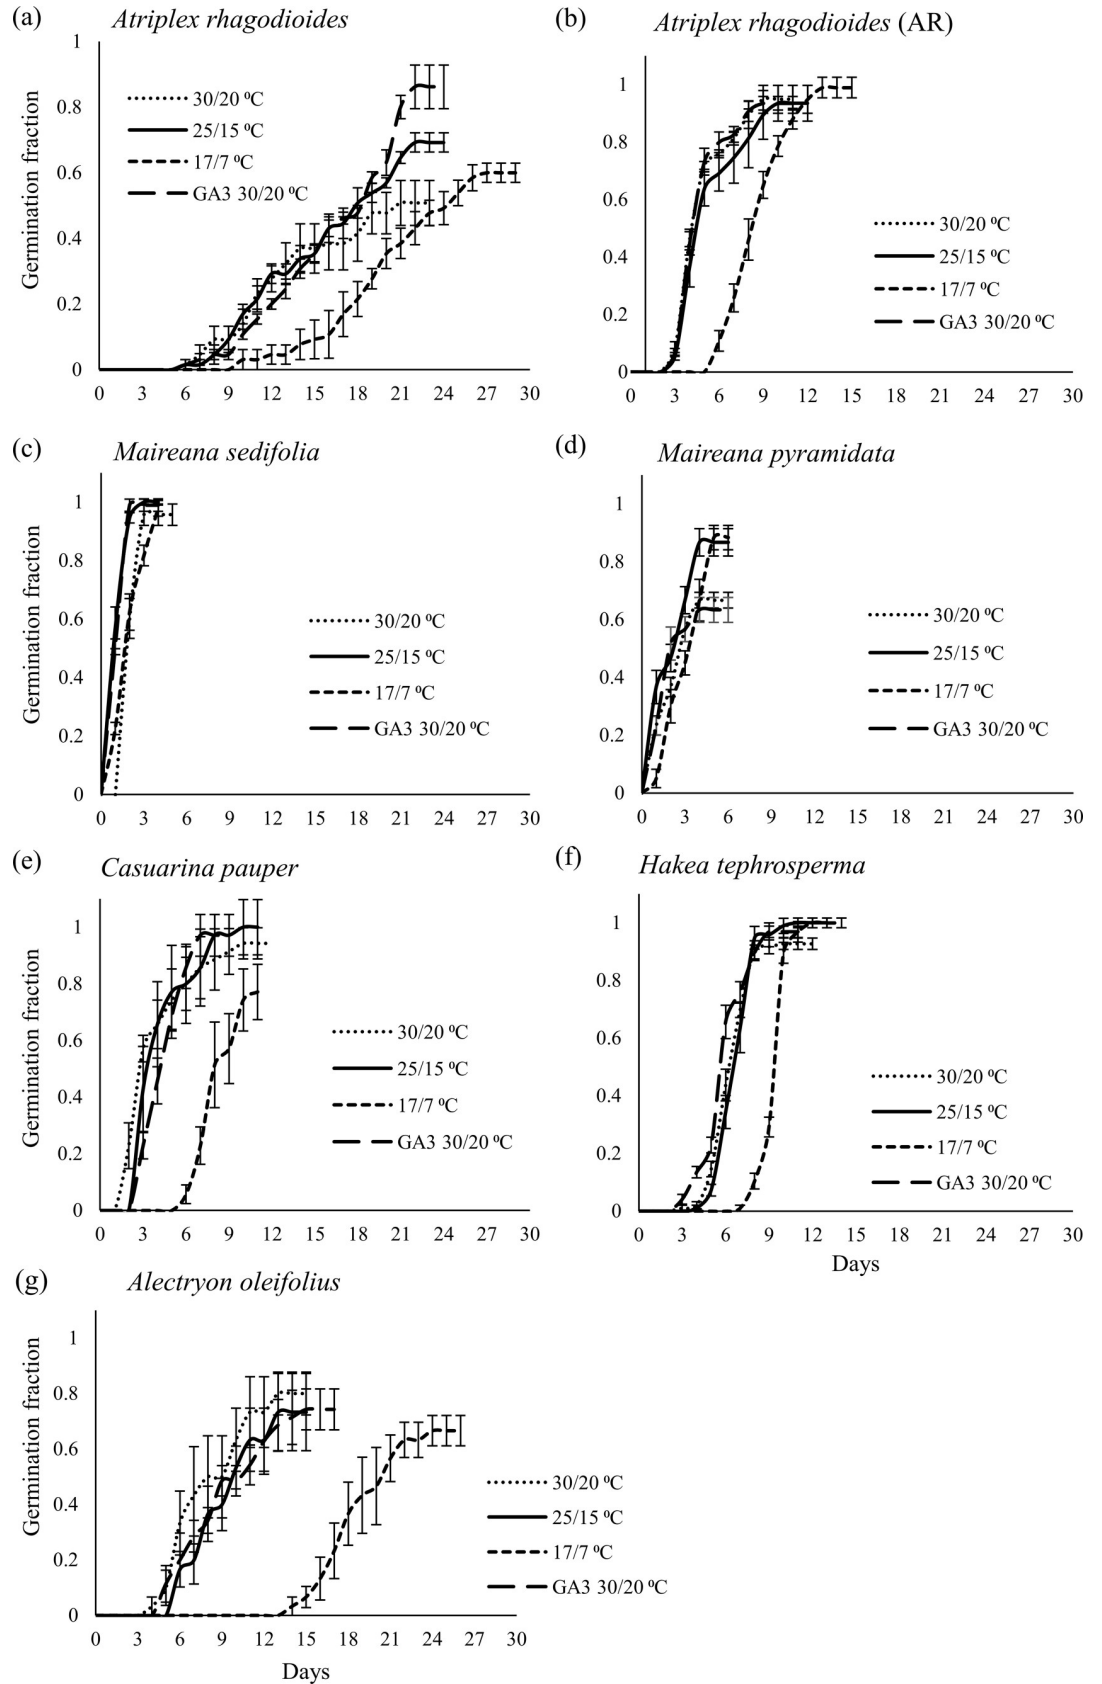 (a) Atriplex rhagodioides
Germination fraction
1
0.8
0.6
0.4
0.2
0
30/20 ºC
25/15 ºC
17/7 ºC
GA3 30/20 ºC
0 3 6 9 12 15 18 21 24 27 30
(b) Atriplex rhagodioides (AR)
1
0.8
0.6
0.4
0.2
0
30/20 ºC
25/15 ºC
17/7 ºC
GA3 30/20 ºC
0 3 6 9 12 15 18 21 24 27 30
(c) Maireana sedifolia
Germination fraction
1
0.8
0.6
0.4
0.2
0
30/20 ºC
25/15 ºC
17/7 ºC
GA3 30/20 ºC
0 3 6 9 12 15 18 21 24 27 30
(d) Maireana pyramidata
1
0.8
0.6
0.4
0.2
0
30/20 ºC
25/15 ºC
17/7 ºC
GA3 30/20 ºC
0 3 6 9 12 15 18 21 24 27 30
(e) Casuarina pauper
Germination fraction
1
0.8
0.6
0.4
0.2
0
30/20 ºC
25/15 ºC
17/7 ºC
GA3 30/20 ºC
0 3 6 9 12 15 18 21 24 27 30
(f) Hakea tephrosperma
1
0.8
0.6
0.4
0.2
0
30/20 ºC
25/15 ºC
17/7 ºC
GA3 30/20 ºC
0 3 6 9 12 15 18 21 24 27 30
Days
(g) Alectryon oleifolius
Germination fraction
1
0.8
0.6
0.4
0.2
0
30/20 ºC
25/15 ºC
17/7 ºC
GA3 30/20 ºC
0 3 6 9 12 15 18 21 24 27 30
Days